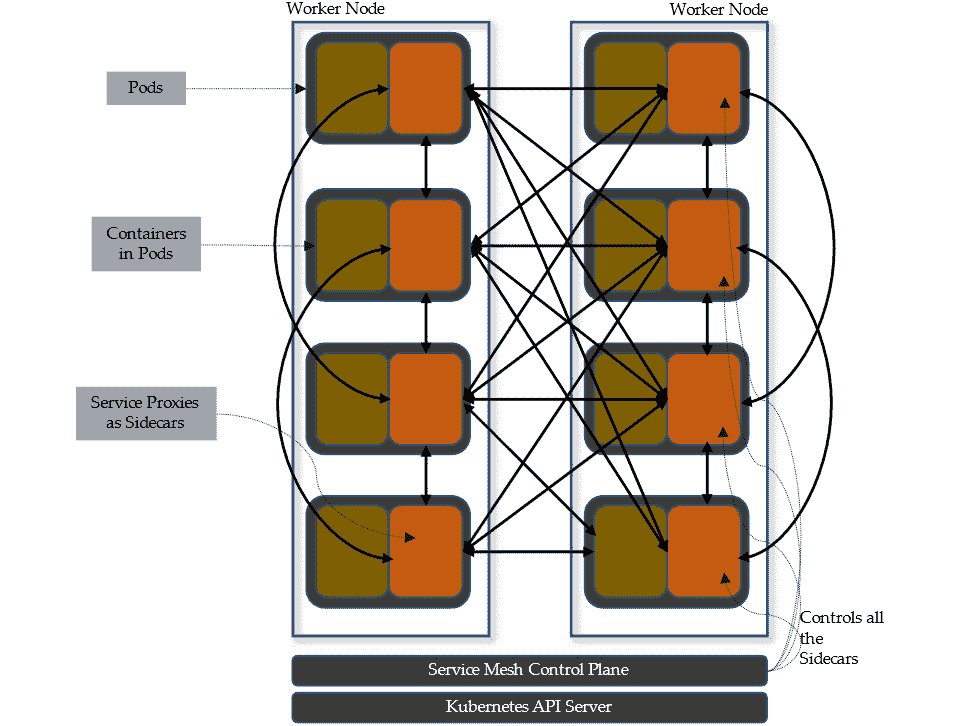 Worker Node
Worker Node
Pods
Containers
in Pods
Service Proxies
as Sidecars
Controls all
the
Sidecars
Service Mesh Control Plane
Kubernetes API Server